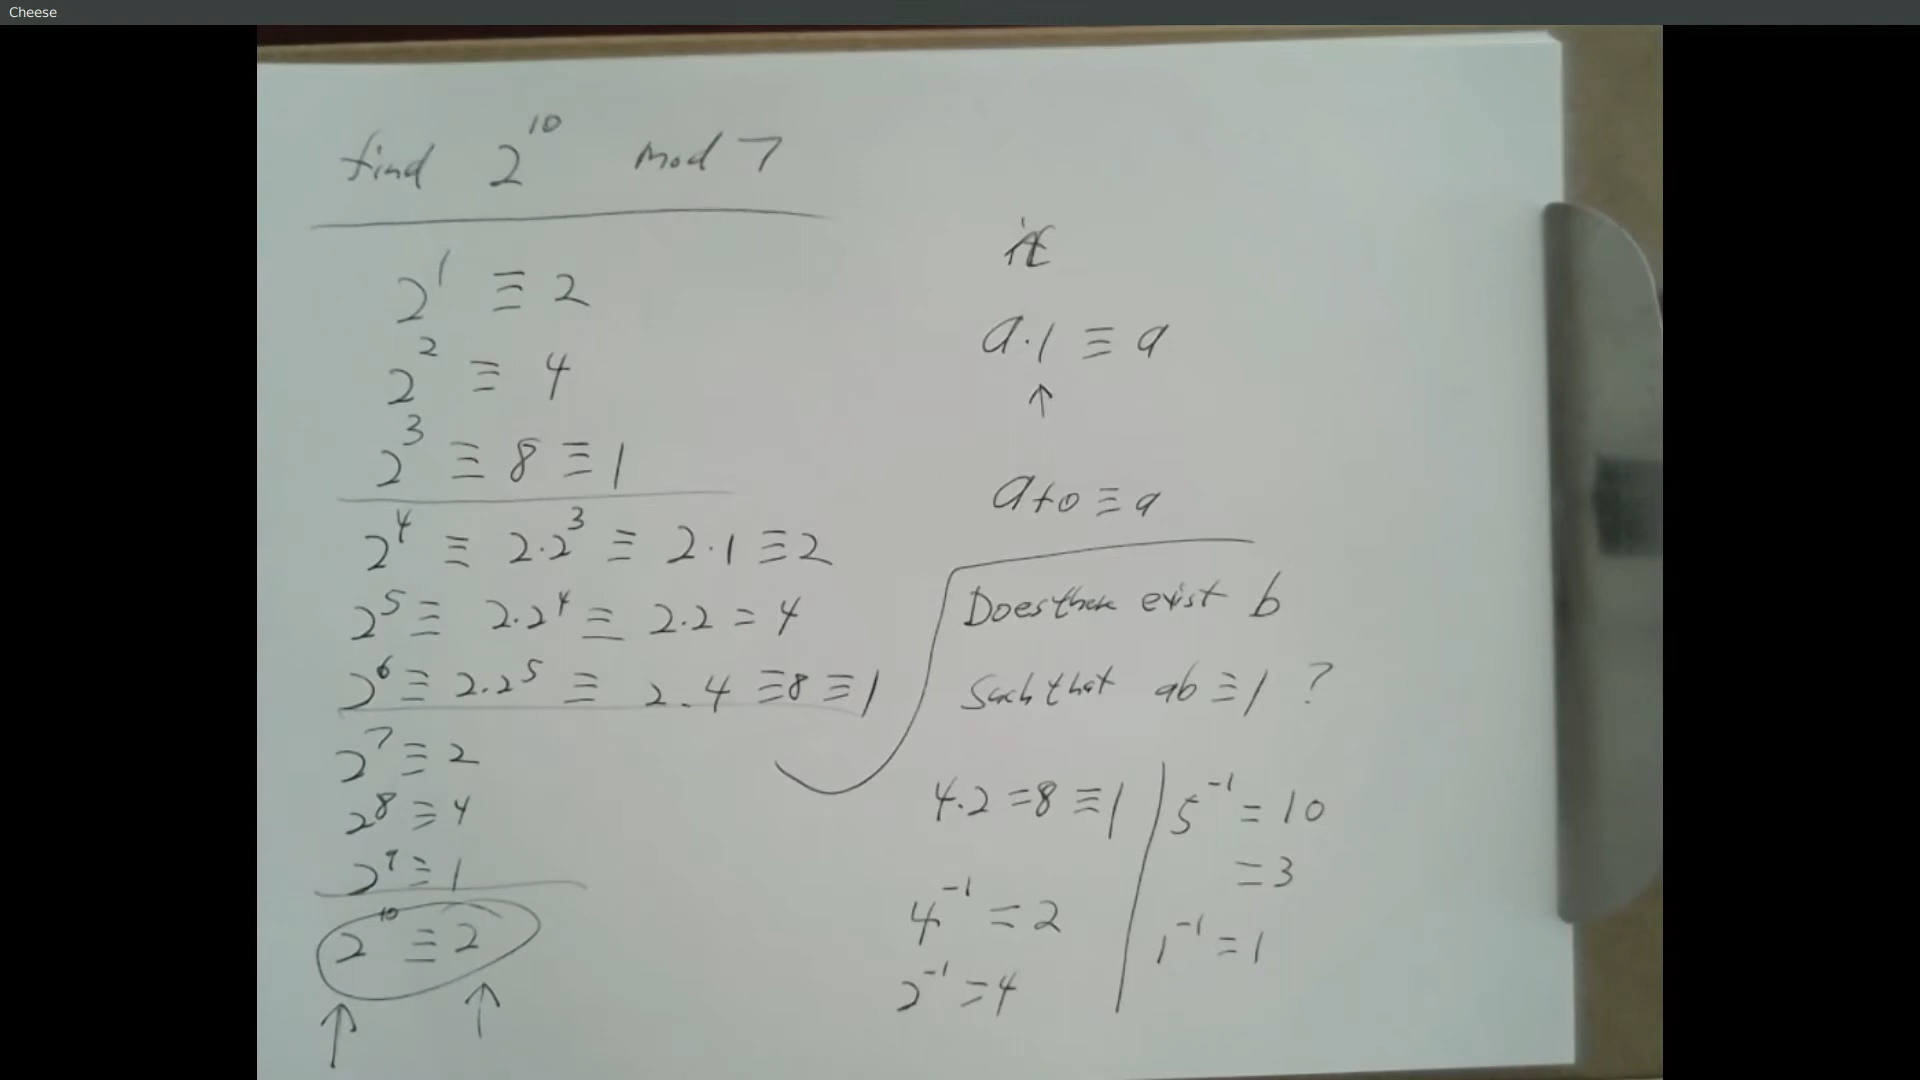 Cheese
find 2^10 mod 7
2^1 ≡ 2
2^2 ≡ 4
2^3 ≡ 8 ≡ 1
2^4 ≡ 2·2^3 ≡ 2·1 ≡ 2
2^5 ≡ 2·2^4 ≡ 2·2 = 4
2^6 ≡ 2·2^5 ≡ 2·4 ≡ 8 ≡ 1
2^7 ≡ 2
2^8 ≡ 4
2^9 ≡ 1
2^10 ≡ 2
a·1 ≡ a
↑
a+0 ≡ a
Does there exist b
Such that ab ≡ 1 ?
4·2 = 8 ≡ 1
4^-1 = 2
2^-1 = 4
5^-1 = 10
= 3
1^-1 = 1